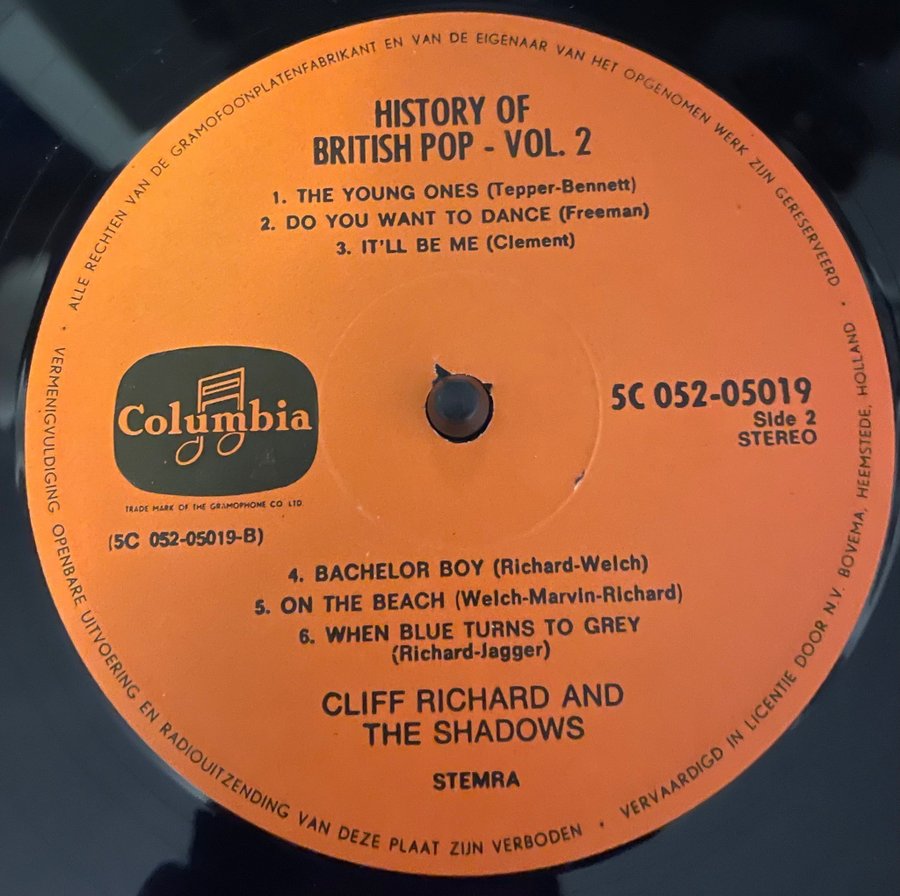 ALLE RECHTEN VAN DE GRAMOFOONPLATENFABRIKANT EN VAN DE EIGENAAR VAN HET OPGENOMEN WERK ZIJN GERESERVEERD ·
HISTORY OF
BRITISH POP - VOL. 2
1. THE YOUNG ONES (Tepper-Bennett)
2. DO YOU WANT TO DANCE (Freeman)
3. IT'LL BE ME (Clement)
Columbia
TRADE MARK OF THE GRAMOPHONE CO LTD
(5C 052-05019-B)
5C 052-05019
Side 2
STEREO
4. BACHELOR BOY (Richard-Welch)
5. ON THE BEACH (Welch-Marvin-Richard)
6. WHEN BLUE TURNS TO GREY
(Richard-Jagger)
CLIFF RICHARD AND
THE SHADOWS
STEMRA
VERMENIGVULDIGING OPENBARE UITVOERING EN RADIOUITZENDING VAN DEZE PLAAT ZIJN VERBODEN ·
VERVAARDIGD IN LICENTIE DOOR N.V. BOVEMA, HEEMSTEDE, HOLLAND